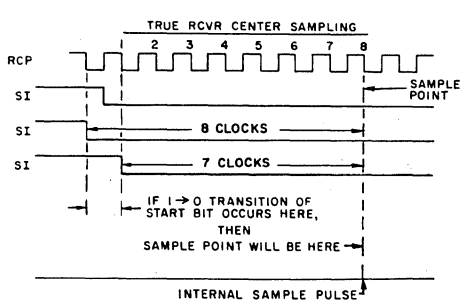 TRUE RCVR CENTER SAMPLING
2 3 4 5 6 7 8
RCP
SAMPLE
POINT
SI
SI
8 CLOCKS
SI
7 CLOCKS
IF 1→0 TRANSITION OF
START BIT OCCURS HERE,
THEN
SAMPLE POINT WILL BE HERE
INTERNAL SAMPLE PULSE